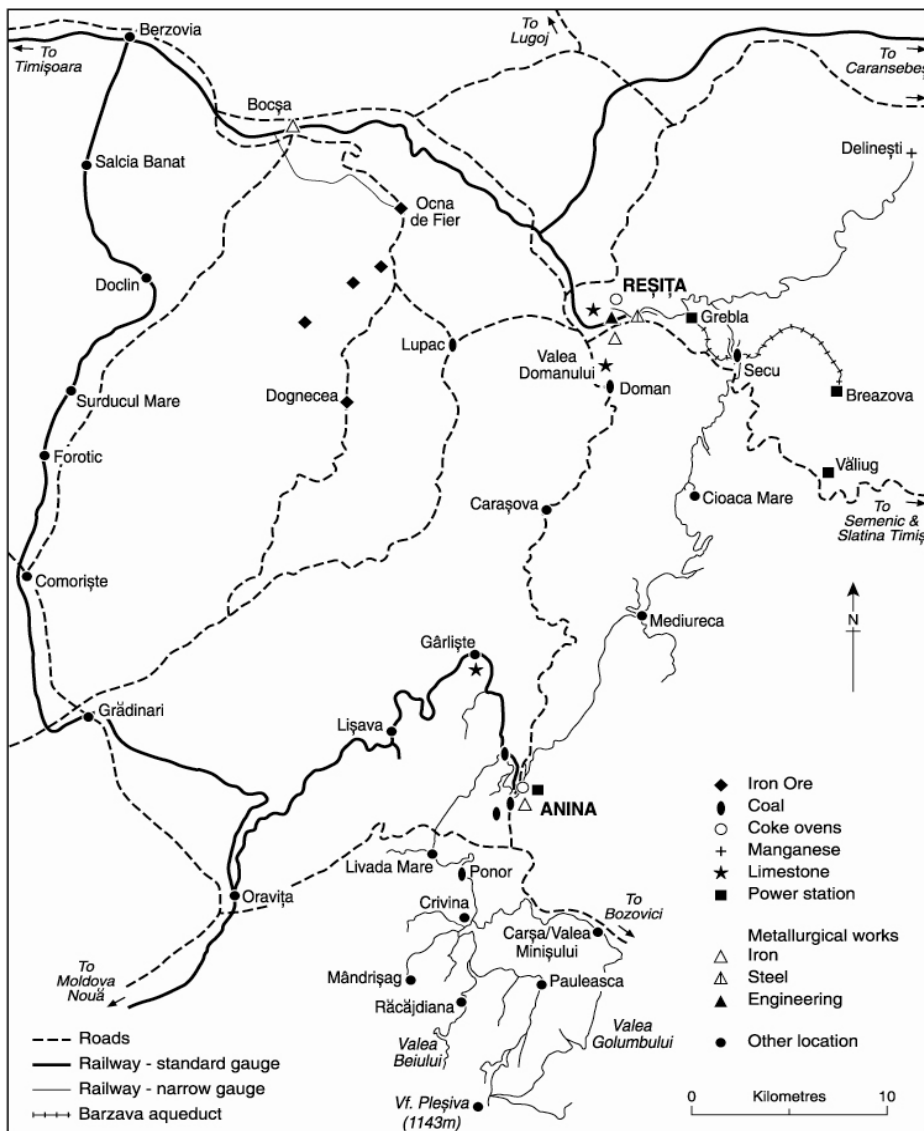 Berzovia
To
Timişoara
To
Lugoj
To
Caransebeş
Bocşa
Delineşti
Salcia Banat
Ocna
de Fier
Doclin
REŞIŢA
Grebla
Lupac
Valea
Domanului
Secu
Doman
Dognecea
Breazova
Surducul Mare
Forotic
Văliug
Caraşova
Cioaca Mare
To
Semenic &
Slatina Timiş
Comorişte
N
Mediureca
Gârlişte
Grădinari
Lişava
ANINA
Livada Mare
Ponor
Oraviţa
Crivina
To
Bozovici
Carşa/Valea
Minişului
To
Moldova
Nouă
Mândrişag
Pauleasca
Răcăjdiana
Valea
Beiului
Valea
Golumbului
Vf. Pleşiva
(1143m)
Iron Ore
Coal
Coke ovens
Manganese
Limestone
Power station
Metallurgical works
Iron
Steel
Engineering
Other location
Roads
Railway - standard gauge
Railway - narrow gauge
Barzava aqueduct
0 Kilometres 10